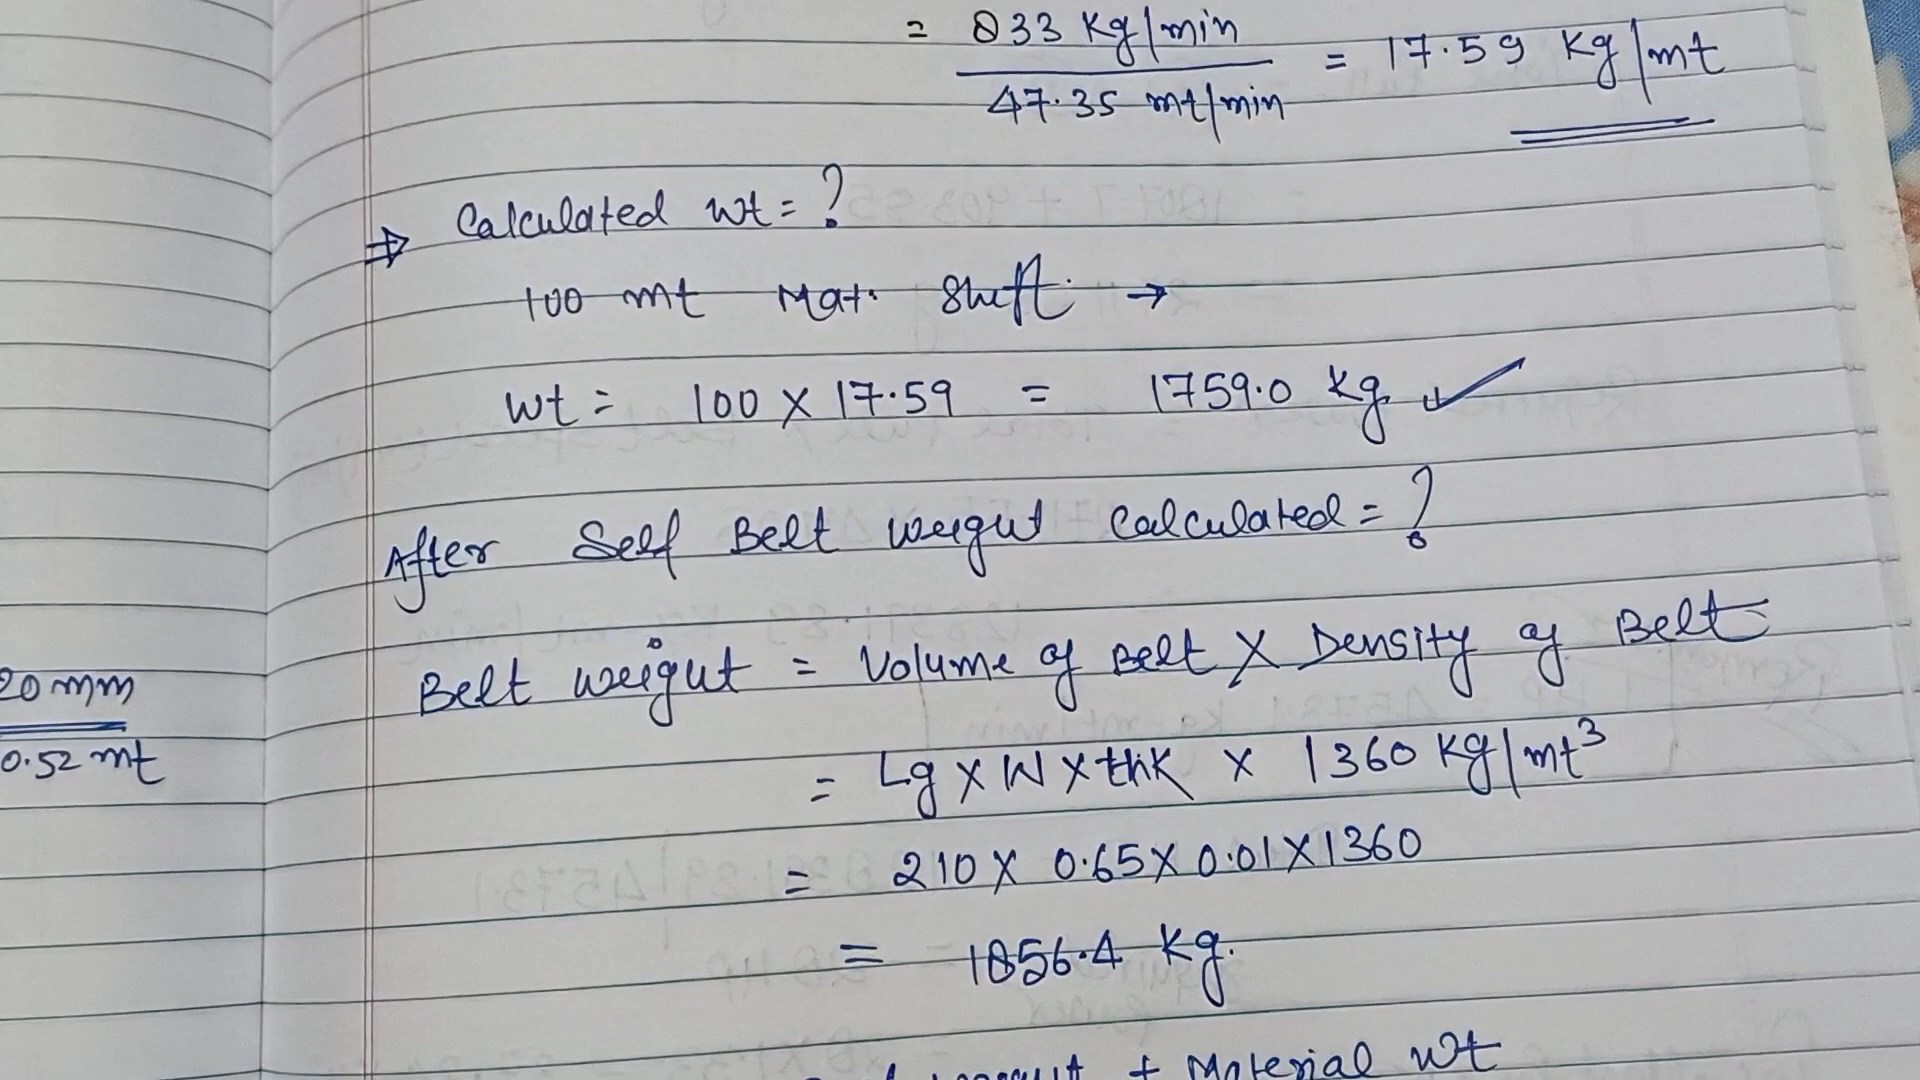 = 833 Kg/min / 47.35 mt/min = 17.59 Kg/mt
⇒ Calculated wt = ?
100 mt Mat. Shift. →
wt = 100 × 17.59 = 1759.0 kg. ✓
After Self Belt weight Calculated = ?
Belt weight = Volume of Belt × Density of Belt
= Lg × W × thk × 1360 kg/mt³
= 210 × 0.65 × 0.01 × 1360
= 1856.4 kg.
+ Material wt
20 mm
0.52 mt